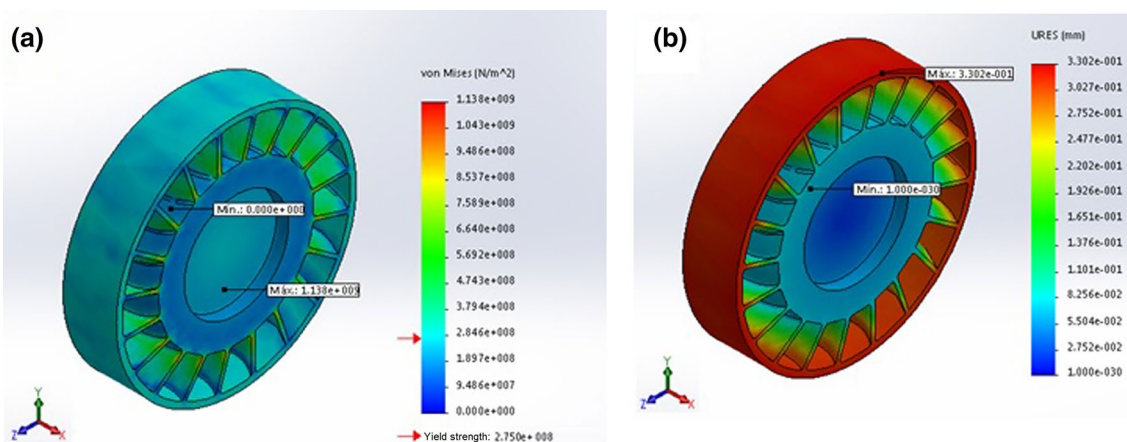 (a)
von Mises (N/m^2)
1.138e+009
1.043e+009
9.486e+008
8.537e+008
7.589e+008
6.640e+008
5.692e+008
4.743e+008
3.794e+008
2.846e+008
1.897e+008
9.486e+007
0.000e+000
Yield strength: 2.750e+008
Mín.: 0.000e+000
Máx.: 1.138e+009
Y
Z
X
(b)
URES (mm)
3.302e-001
3.027e-001
2.752e-001
2.477e-001
2.202e-001
1.926e-001
1.651e-001
1.376e-001
1.101e-001
8.256e-002
5.504e-002
2.752e-002
1.000e-030
Máx.: 3.302e-001
Mín.: 1.000e-030
Y
Z
X